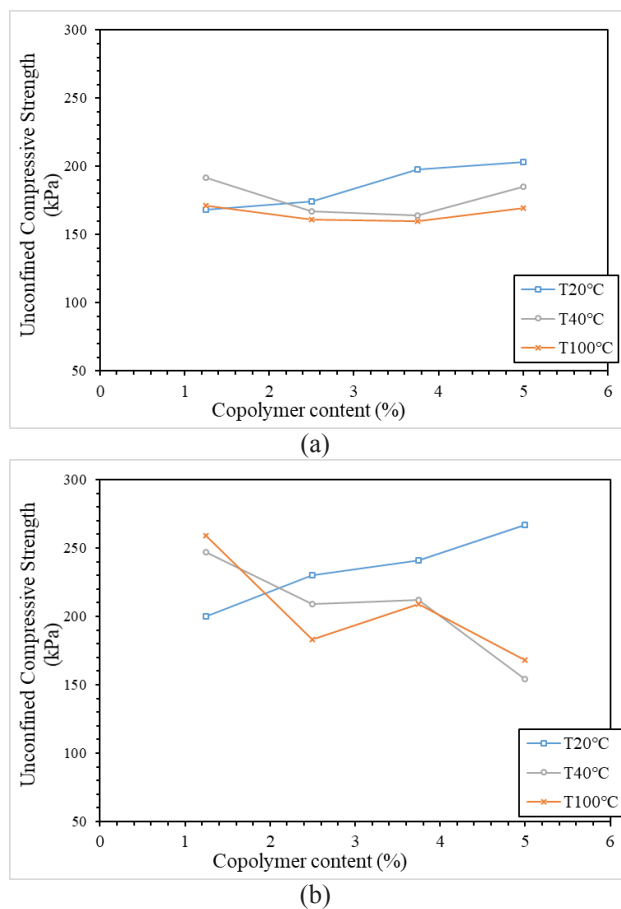 300
250
200
150
100
50
Unconfined Compressive Strength
(kPa)
T20℃
T40℃
T100℃
0 1 2 3 4 5 6
Copolymer content (%)
(a)
300
250
200
150
100
50
Unconfined Compressive Strength
(kPa)
T20℃
T40℃
T100℃
0 1 2 3 4 5 6
Copolymer content (%)
(b)